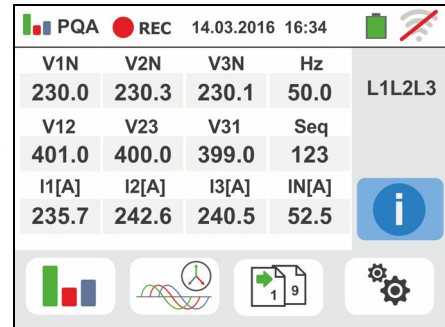 PQA REC 14.03.2016 16:34
V1N V2N V3N Hz
230.0 230.3 230.1 50.0 L1L2L3
V12 V23 V31 Seq
401.0 400.0 399.0 123
I1[A] I2[A] I3[A] IN[A]
235.7 242.6 240.5 52.5
i
1 9